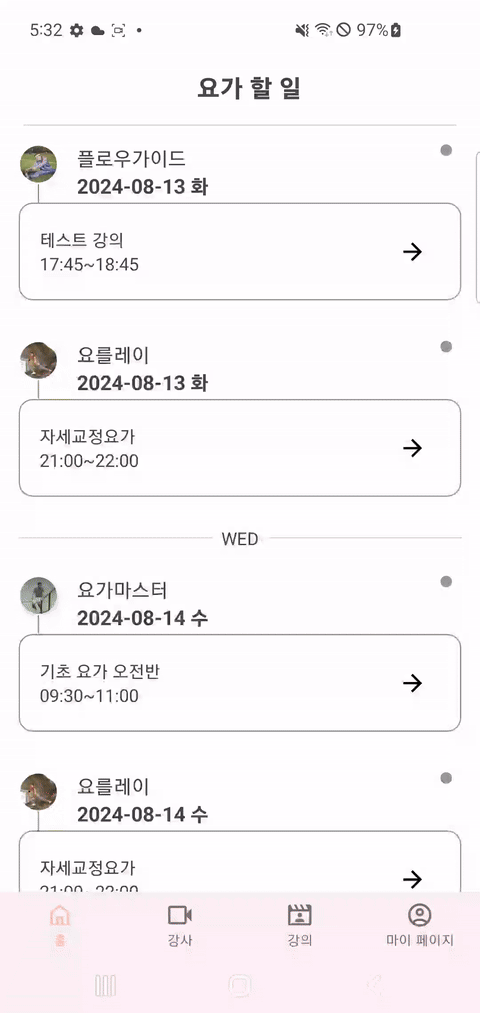 5:32
97%
요가 할 일
플로우가이드
2024-08-13 화
테스트 강의
17:45~18:45
요를레이
2024-08-13 화
자세교정요가
21:00~22:00
WED
요가마스터
2024-08-14 수
기초 요가 오전반
09:30~11:00
요를레이
2024-08-14 수
자세교정요가
21:00~22:00
홈
강사
강의
마이 페이지